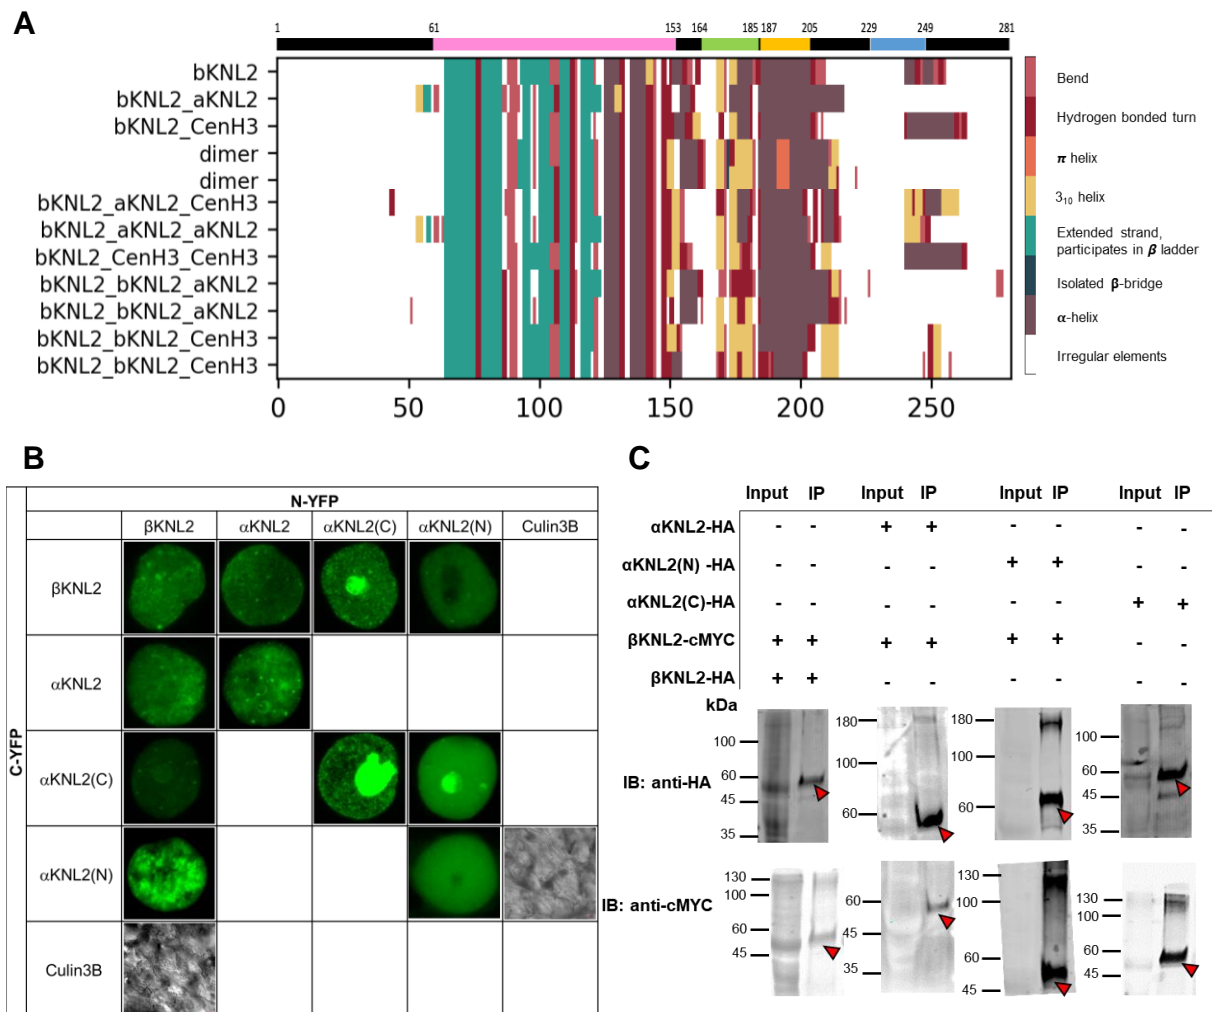 A
1 61 153 164 185 187 205 229 249 281
bKNL2
bKNL2_aKNL2
bKNL2_CenH3
dimer
dimer
bKNL2_aKNL2_CenH3
bKNL2_aKNL2_aKNL2
bKNL2_CenH3_CenH3
bKNL2_bKNL2_aKNL2
bKNL2_bKNL2_aKNL2
bKNL2_bKNL2_CenH3
bKNL2_bKNL2_CenH3
0 50 100 150 200 250
Bend
Hydrogen bonded turn
π helix
3₁₀ helix
Extended strand,
participates in β ladder
Isolated β-bridge
α-helix
Irregular elements
B
N-YFP
βKNL2 αKNL2 αKNL2(C) αKNL2(N) Culin3B
C-YFP
βKNL2
αKNL2
αKNL2(C)
αKNL2(N)
Culin3B
C
Input IP Input IP Input IP Input IP
αKNL2-HA - - + + - - - -
αKNL2(N) -HA - - - - + + - -
αKNL2(C)-HA - - - - - - + +
βKNL2-cMYC + + + + + + - -
βKNL2-HA + + - - - - - -
kDa
IB: anti-HA
100
60
45
35
180
100
60
180
100
60
100
60
45
35
IB: anti-cMYC
130
100
60
45
60
45
35
130
100
60
45
130
100
60
45